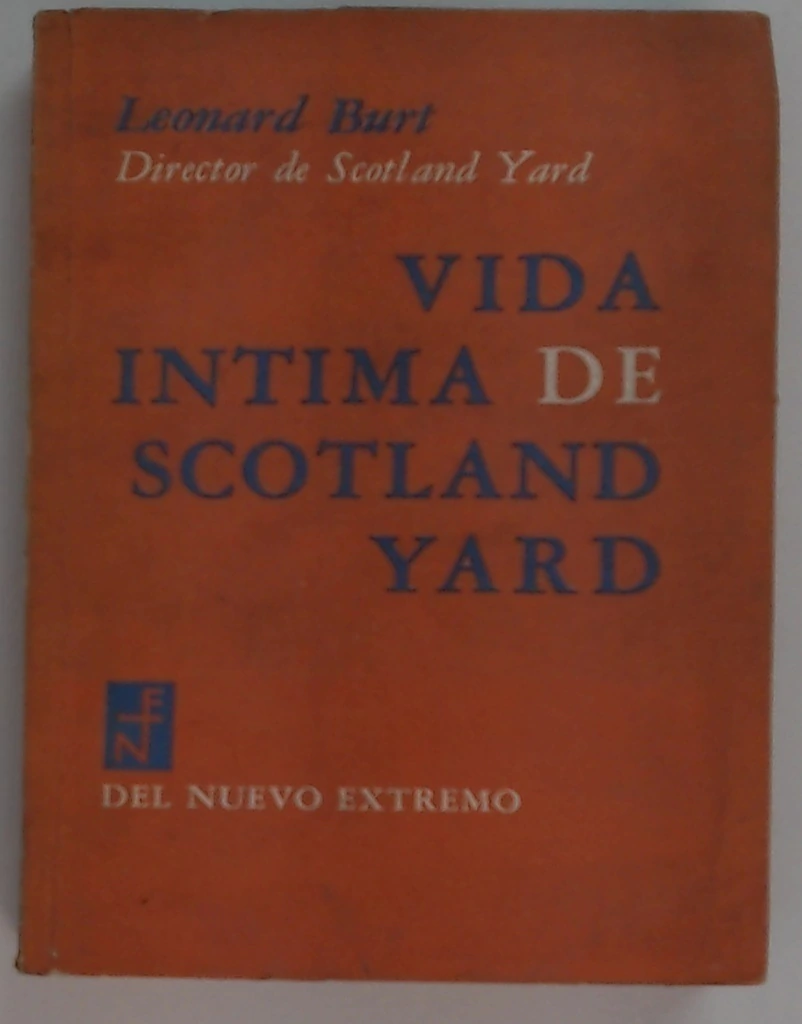 Leonard Burt
Director de Scotland Yard
VIDA
INTIMA DE
SCOTLAND
YARD
E
N
DEL NUEVO EXTREMO